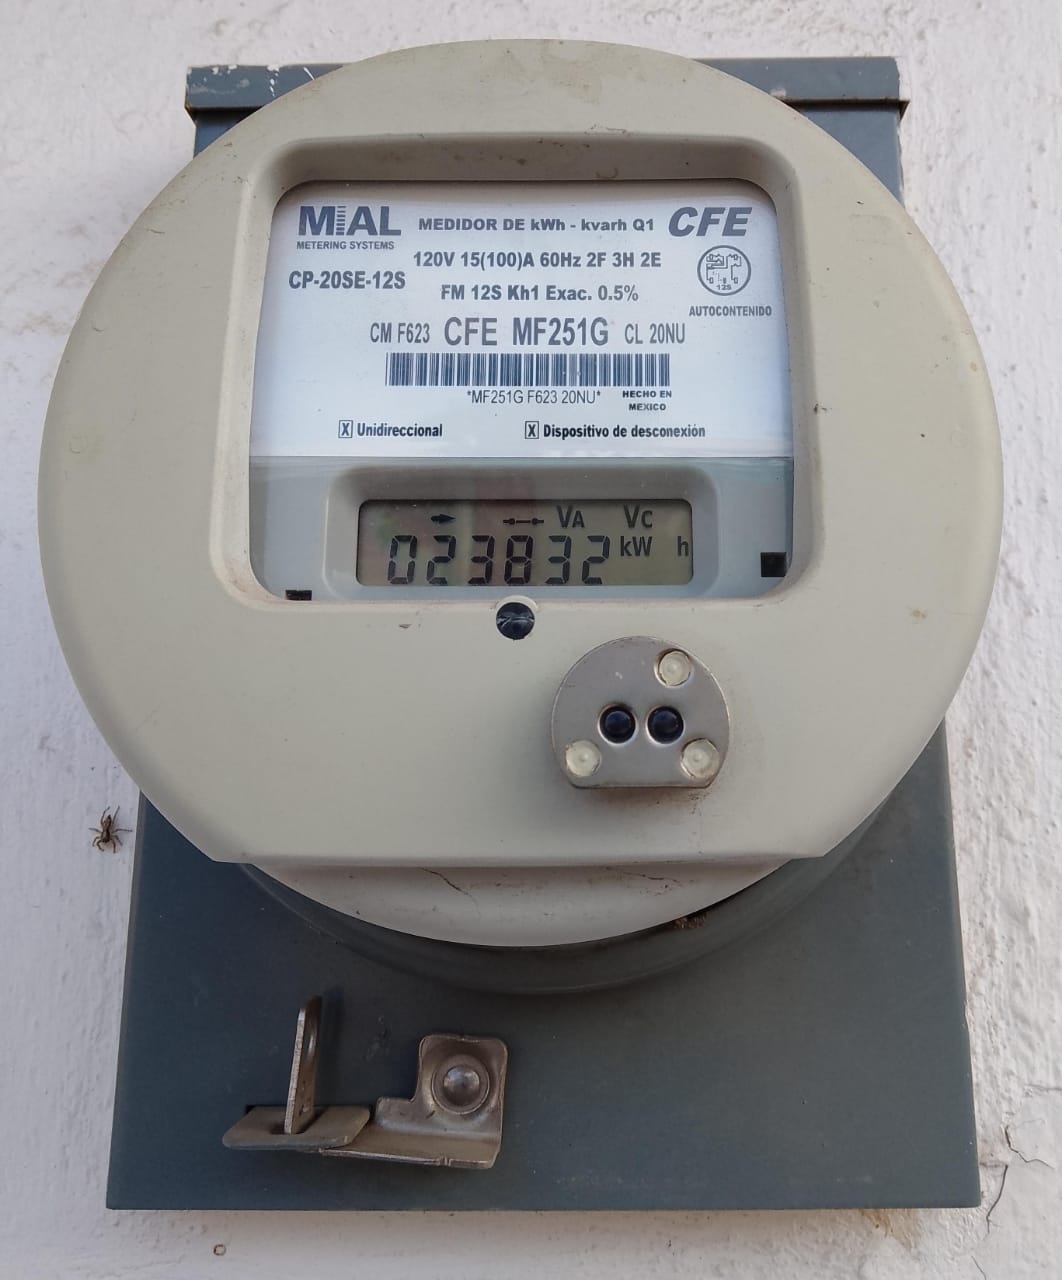 MIAL
METERING SYSTEMS
MEDIDOR DE kWh - kvarh Q1
CFE
120V 15(100)A 60Hz 2F 3H 2E
CP-20SE-12S
FM 12S Kh1 Exac. 0.5%
12S
AUTOCONTENIDO
CM F623 CFE MF251G CL 20NU
*MF251G F623 20NU*
HECHO EN
MEXICO
X Unidireccional
X Dispositivo de desconexión
VA VC
023832 kW h